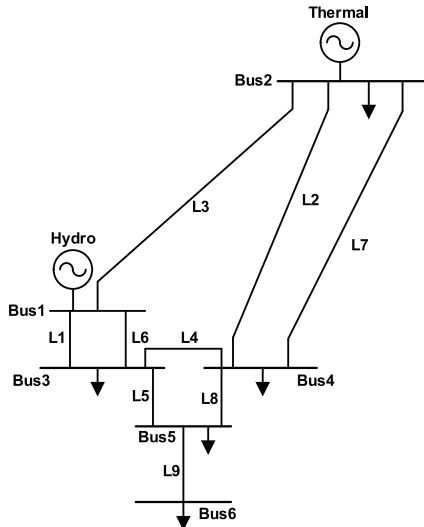 Thermal
Bus2
L3
L2
L7
Hydro
Bus1
L1
L6
L4
Bus3
L5
L8
Bus4
Bus5
L9
Bus6